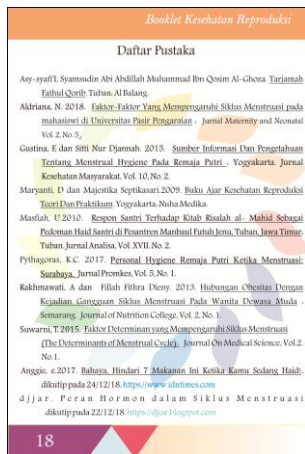 Booklet Kesehatan Reproduksi
Daftar Pustaka
Asy-syafi'I, Syamsudin Abi Abdillah Muhammad Ibn Qosim Al-Ghoza. Tarjamah
Fathul Qorib. Tuban. Al Balang.
Aldriana, N. 2018. Faktor-Faktor Yang Mempengaruhi Siklus Menstruasi pada
mahasiswi di Universitas Pasir Pengaraian . Jurnal Maternity and Neonatal
Vol. 2, No. 5,.
Gustina, E dan Sitti Nur Djannah. 2015. Sumber Informasi Dan Pengetahuan
Tentang Menstrual Hygiene Pada Remaja Putri . Yogyakarta. Jurnal
Kesehatan Masyarakat, Vol. 10, No. 2.
Maryanti, D dan Majestika Septikasari.2009. Buku Ajar Kesehatan Reproduksi
Teori Dan Praktikum. Yogyakarta. Nuha Medika.
Masfiah, U.2010. Respon Santri Terhadap Kitab Risalah al- Mahid Sebagai
Pedoman Haid Santri di Pesantren Manbaul Futuh Jenu, Tuban, Jawa Timur.
Tuban. Jurnal Analisa, Vol. XVII. No. 2.
Pythagoras, K.C. 2017. Personal Hygiene Remaja Putri Ketika Menstruasi:
Surabaya. Jurnal Promkes, Vol. 5, No. 1.
Rakhmawati, A dan Fillah Fithra Dieny. 2013. Hubungan Obesitas Dengan
Kejadian Gangguan Siklus Menstruasi Pada Wanita Dewasa Muda .
Semarang. Journal of Nutrition College, Vol. 2, No. 1.
Suwarni, T. 2015. Faktor Determinan yang Mempengaruhi Siklus Menstruasi
(The Determinants of Menstrual Cycle). Journal On Medical Science, Vol.2.
No.1.
Anggie, e.2017. Bahaya, Hindari 7 Makanan Ini Ketika Kamu Sedang Haid!.
dikutip pada 24/12/18. https://www.idntimes.com
djjar. Peran Hormon dalam Siklus Menstruasi
dikutip pada 22/12/18. https://djjar.blogspot.com
18